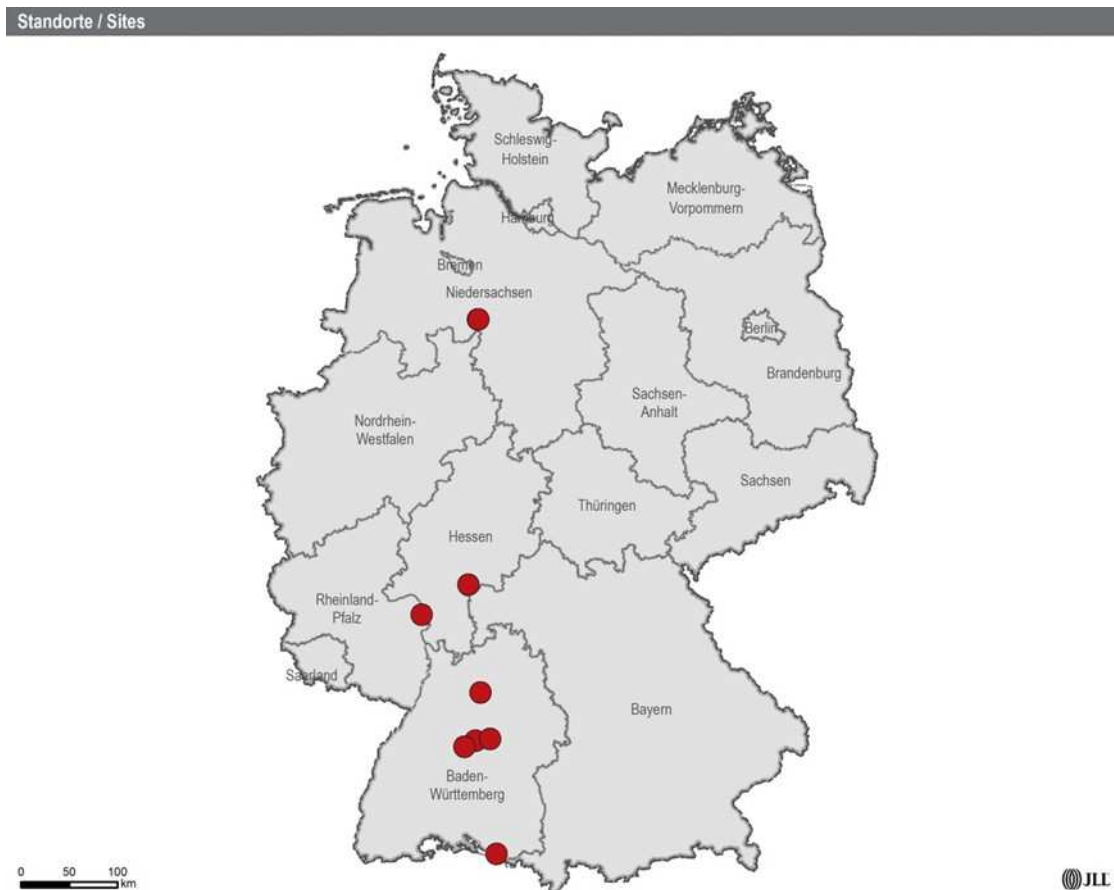 Standorte / Sites
Schleswig-
Holstein
Mecklenburg-
Vorpommern
Hamburg
Bremen
Niedersachsen
Berlin
Brandenburg
Sachsen-
Anhalt
Nordrhein-
Westfalen
Sachsen
Thüringen
Hessen
Rheinland-
Pfalz
Saarland
Bayern
Baden-
Württemberg
0 50 100
km
JLL